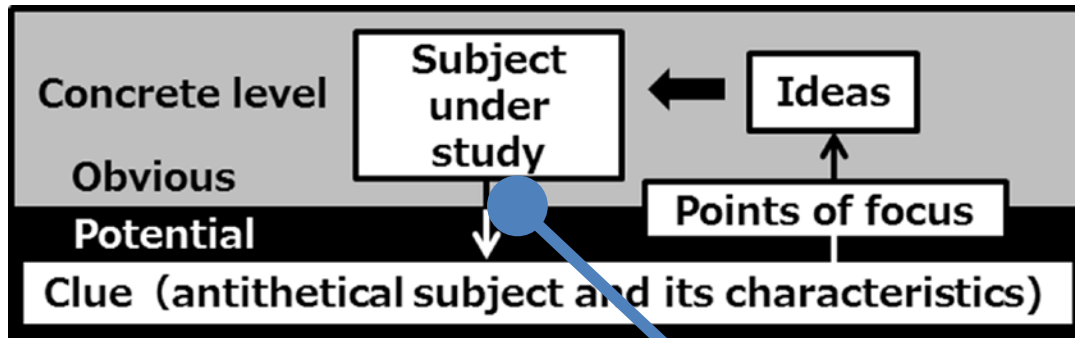 Concrete level
Subject
under
study
Ideas
Obvious
Points of focus
Potential
Clue（antithetical subject and its characteristics）